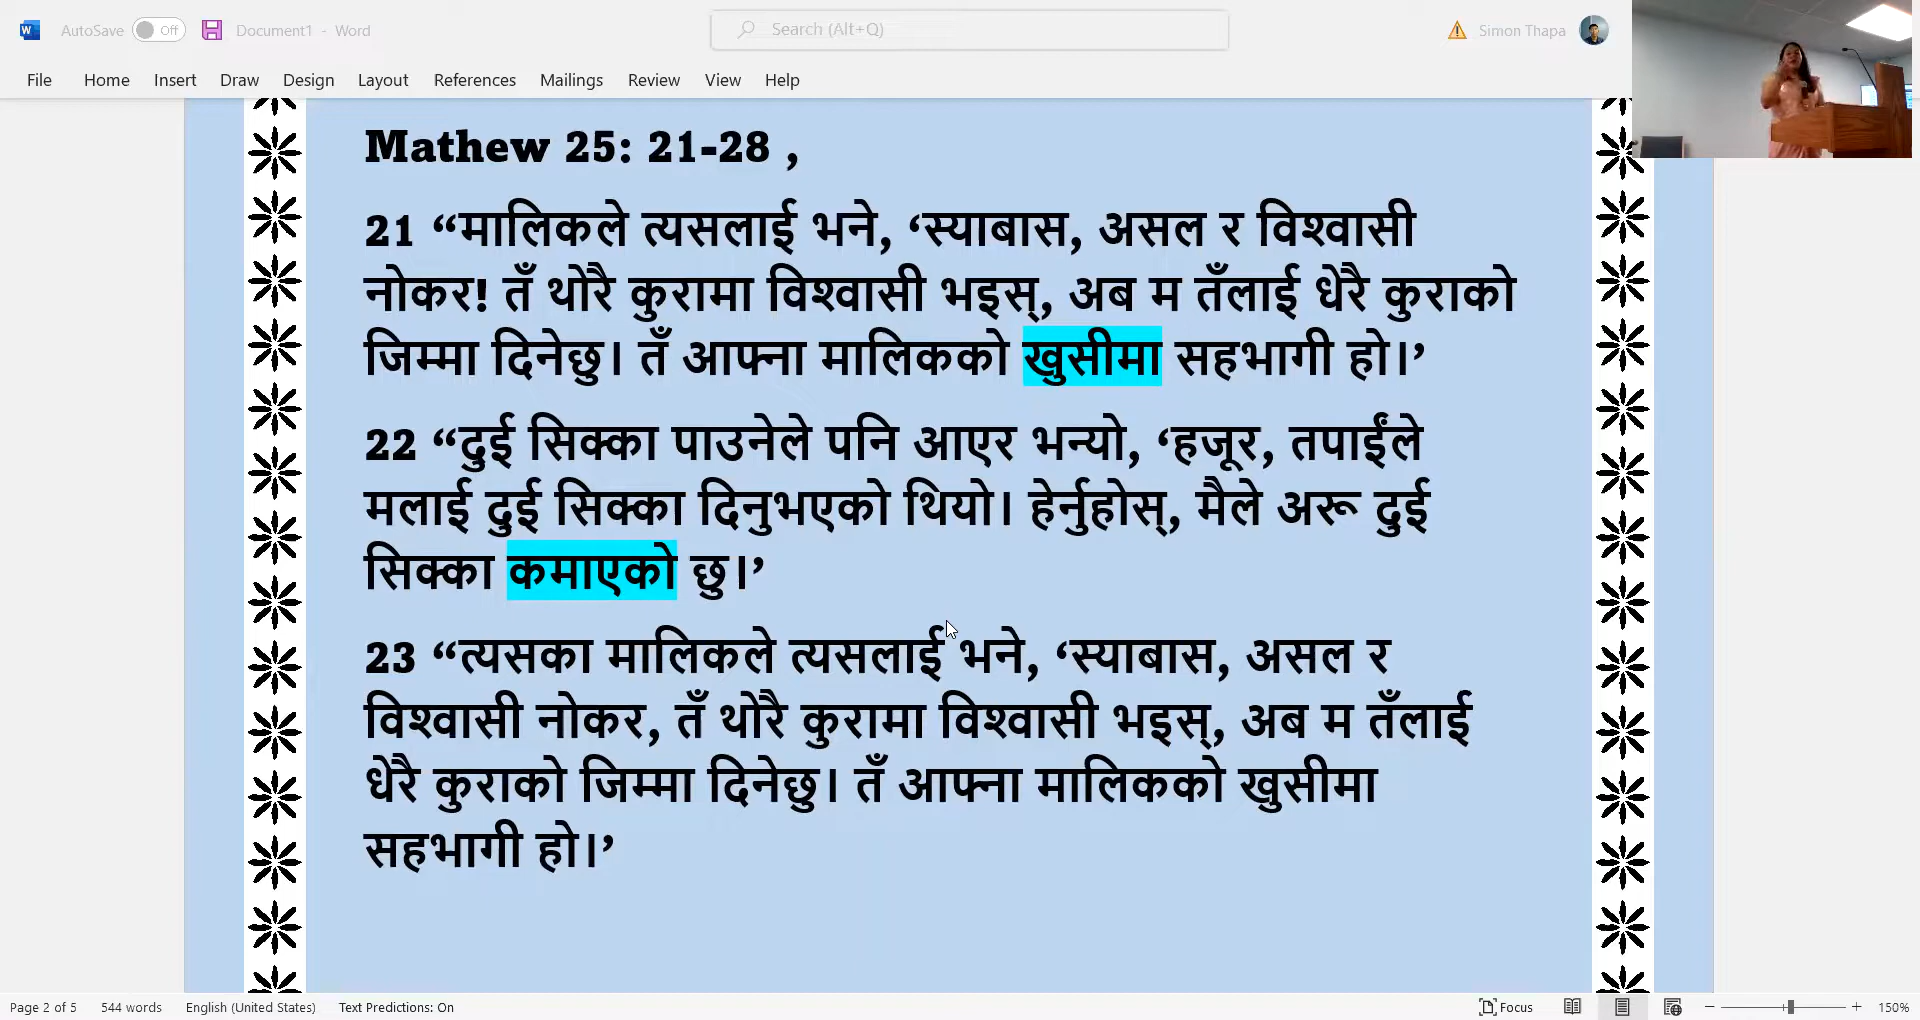 AutoSave Off Document1 - Word Search (Alt+Q) Simon Thapa
File Home Insert Draw Design Layout References Mailings Review View Help
Mathew 25: 21-28 ,
21 “मालिकले त्यसलाई भने, ‘स्याबास, असल र विश्वासी
नोकर! तँ थोरै कुरामा विश्वासी भइस्, अब म तँलाई धेरै कुराको
जिम्मा दिनेछु। तँ आफ्ना मालिकको खुसीमा सहभागी हो।’
22 “दुई सिक्का पाउनेले पनि आएर भन्यो, ‘हजूर, तपाईंले
मलाई दुई सिक्का दिनुभएको थियो। हेर्नुहोस्, मैले अरू दुई
सिक्का कमाएको छु।’
23 “त्यसका मालिकले त्यसलाई भने, ‘स्याबास, असल र
विश्वासी नोकर, तँ थोरै कुरामा विश्वासी भइस्, अब म तँलाई
धेरै कुराको जिम्मा दिनेछु। तँ आफ्ना मालिकको खुसीमा
सहभागी हो।’
Page 2 of 5 544 words English (United States) Text Predictions: On Focus 150%